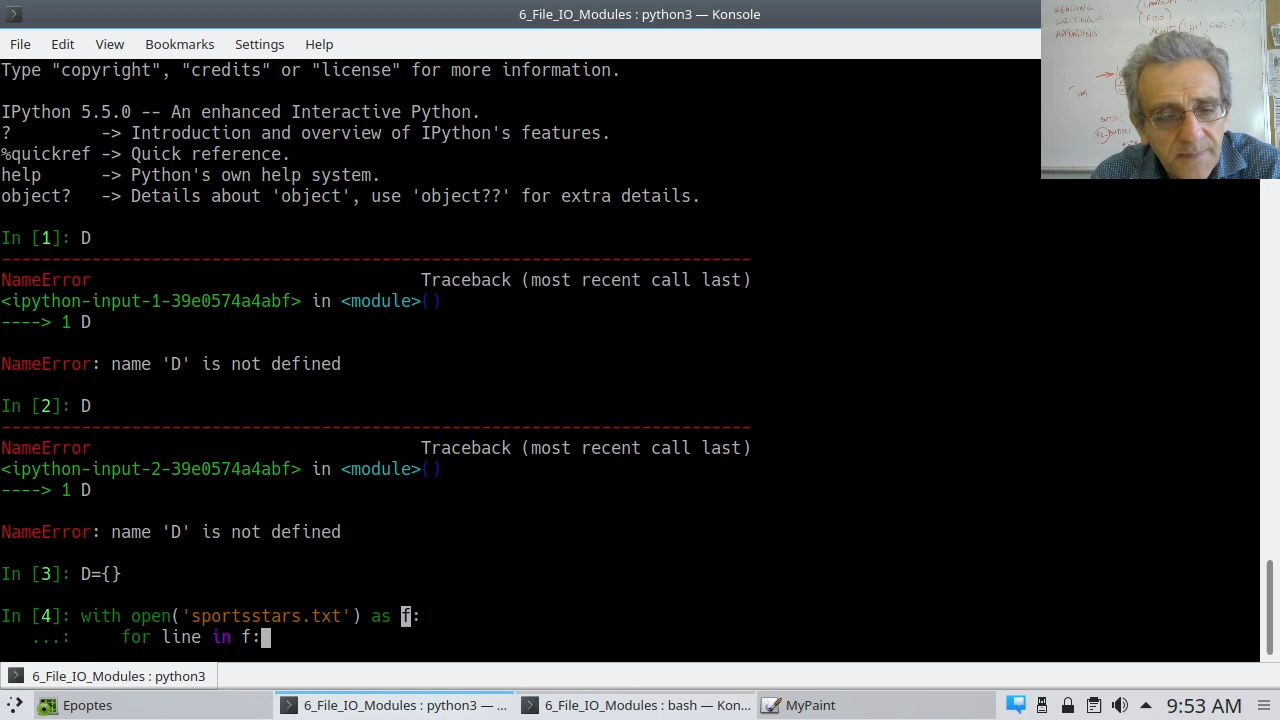 6_File_IO_Modules : python3 — Konsole
File Edit View Bookmarks Settings Help
Type "copyright", "credits" or "license" for more information.
IPython 5.5.0 -- An enhanced Interactive Python.
? -> Introduction and overview of IPython's features.
%quickref -> Quick reference.
help -> Python's own help system.
object? -> Details about 'object', use 'object??' for extra details.
In [1]: D
---------------------------------------------------------------------------
NameError Traceback (most recent call last)
<ipython-input-1-39e0574a4abf> in <module>()
----> 1 D
NameError: name 'D' is not defined
In [2]: D
---------------------------------------------------------------------------
NameError Traceback (most recent call last)
<ipython-input-2-39e0574a4abf> in <module>()
----> 1 D
NameError: name 'D' is not defined
In [3]: D={}
In [4]: with open('sportsstars.txt') as f:
...: for line in f:
6_File_IO_Modules : python3
Epoptes
6_File_IO_Modules : python3 — ...
6_File_IO_Modules : bash — Kon...
MyPaint
9:53 AM
READING
WRITING
APPENDING